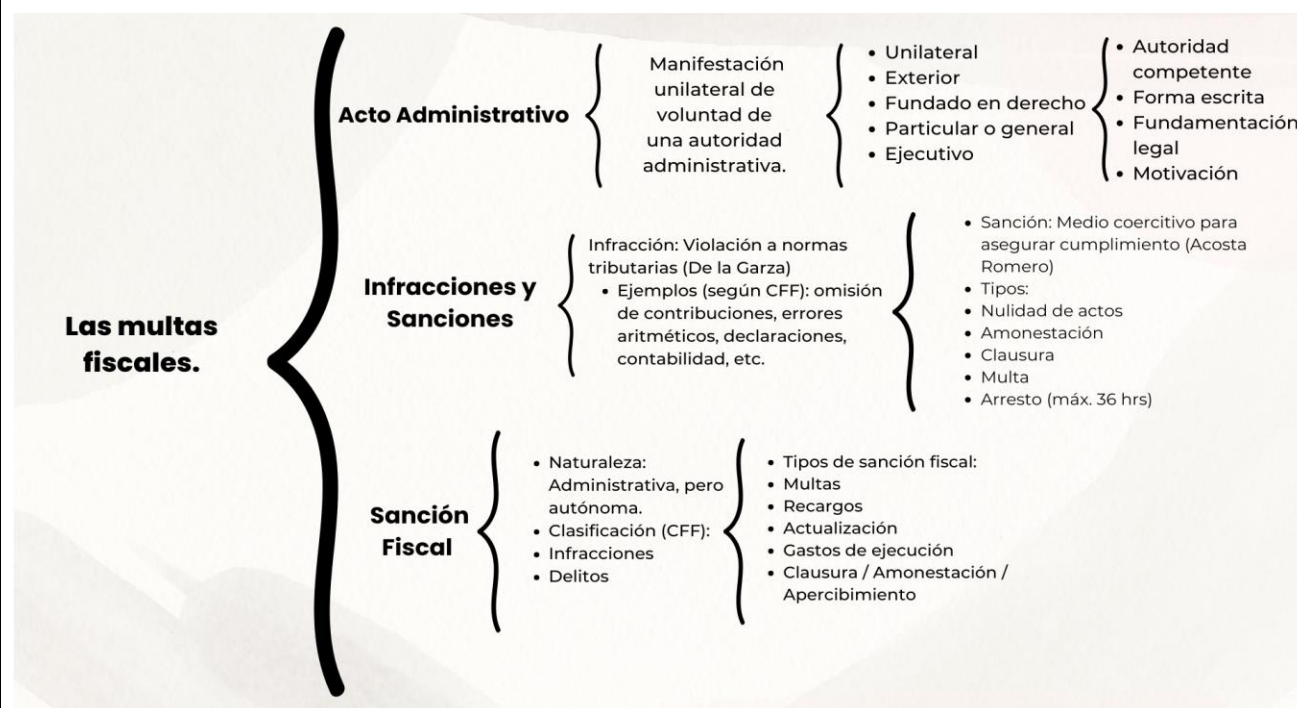 Las multas
fiscales.
Acto Administrativo
Manifestación
unilateral de
voluntad de
una autoridad
administrativa.
• Unilateral
• Exterior
• Fundado en derecho
• Particular o general
• Ejecutivo
• Autoridad
competente
• Forma escrita
• Fundamentación
legal
• Motivación
Infracciones y
Sanciones
Infracción: Violación a normas
tributarias (De la Garza)
• Ejemplos (según CFF): omisión
de contribuciones, errores
aritméticos, declaraciones,
contabilidad, etc.
• Sanción: Medio coercitivo para
asegurar cumplimiento (Acosta
Romero)
• Tipos:
• Nulidad de actos
• Amonestación
• Clausura
• Multa
• Arresto (máx. 36 hrs)
Sanción
Fiscal
• Naturaleza:
Administrativa, pero
autónoma.
• Clasificación (CFF):
• Infracciones
• Delitos
• Tipos de sanción fiscal:
• Multas
• Recargos
• Actualización
• Gastos de ejecución
• Clausura / Amonestación /
Apercibimiento